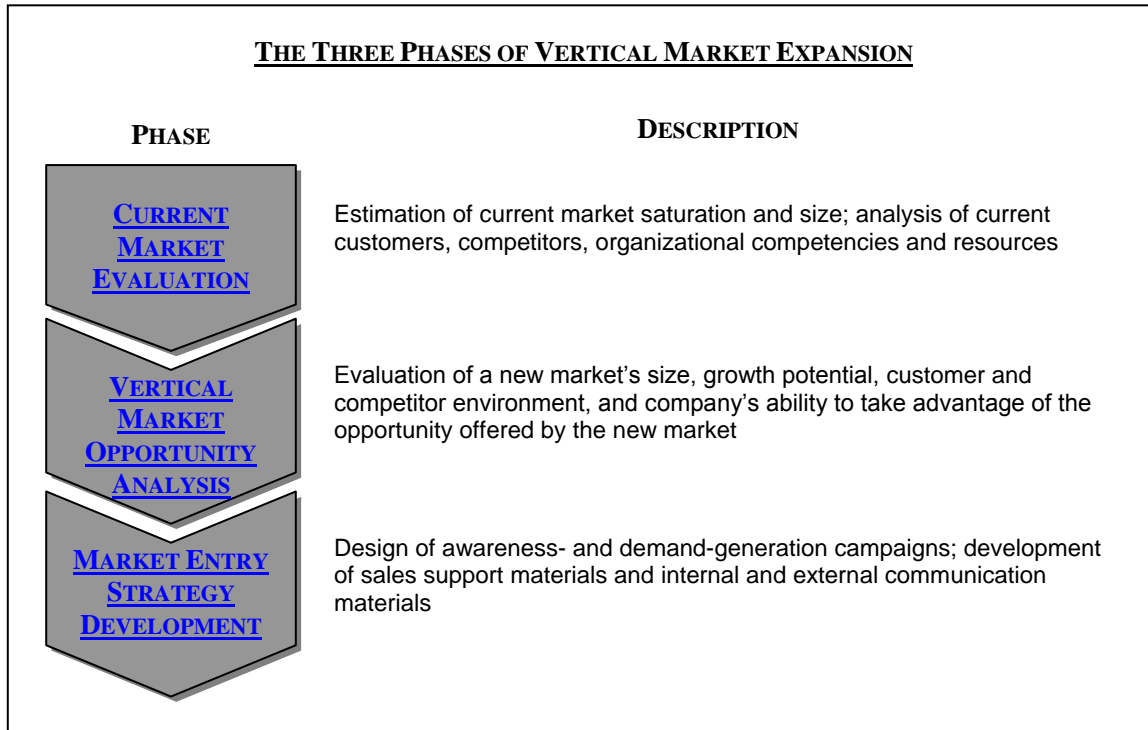 THE THREE PHASES OF VERTICAL MARKET EXPANSION
PHASE
DESCRIPTION
CURRENT
MARKET
EVALUATION
Estimation of current market saturation and size; analysis of current
customers, competitors, organizational competencies and resources
VERTICAL
MARKET
OPPORTUNITY
ANALYSIS
Evaluation of a new market’s size, growth potential, customer and
competitor environment, and company’s ability to take advantage of the
opportunity offered by the new market
MARKET ENTRY
STRATEGY
DEVELOPMENT
Design of awareness- and demand-generation campaigns; development
of sales support materials and internal and external communication
materials